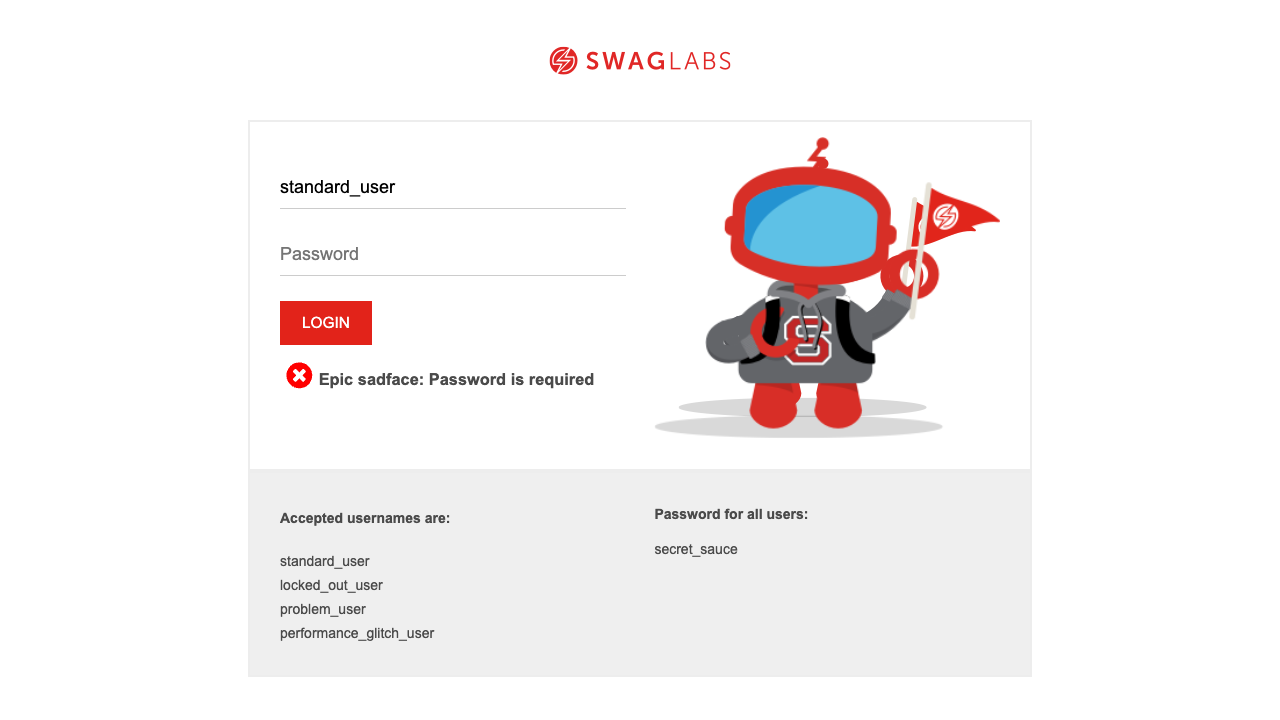 SWAGLABS
standard_user
Password
LOGIN
Epic sadface: Password is required
S
Accepted usernames are:
standard_user
locked_out_user
problem_user
performance_glitch_user
Password for all users:
secret_sauce